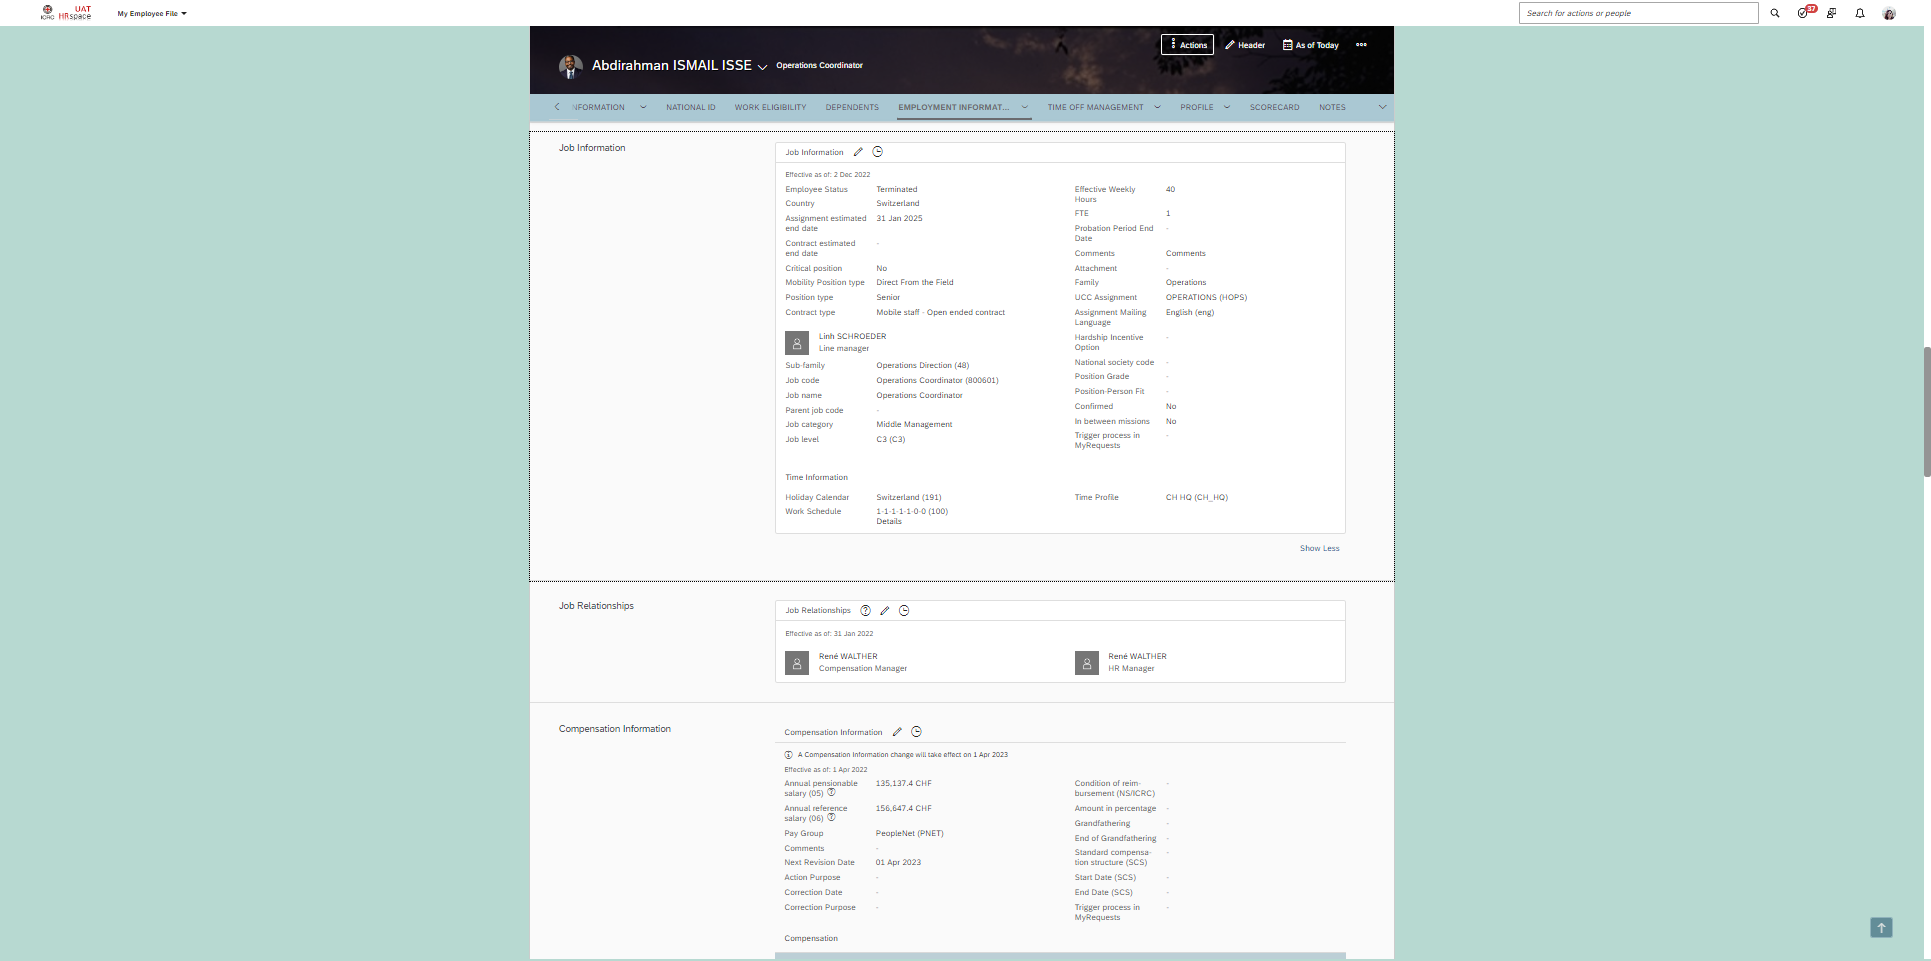 ICRC UAT HRspace
My Employee File
Search for actions or people
37
Actions
Header
As of Today
Abdirahman ISMAIL ISSE
Operations Coordinator
NFORMATION
NATIONAL ID
WORK ELIGIBILITY
DEPENDENTS
EMPLOYMENT INFORMAT...
TIME OFF MANAGEMENT
PROFILE
SCORECARD
NOTES
Job Information
Job Information
Effective as of: 2 Dec 2022
Employee Status Terminated
Country Switzerland
Assignment estimated 31 Jan 2025
end date
Contract estimated -
end date
Critical position No
Mobility Position type Direct From the Field
Position type Senior
Contract type Mobile staff - Open ended contract
Linh SCHROEDER
Line manager
Sub-family Operations Direction (48)
Job code Operations Coordinator (800601)
Job name Operations Coordinator
Parent job code -
Job category Middle Management
Job level C3 (C3)
Effective Weekly 40
Hours
FTE 1
Probation Period End -
Date
Comments Comments
Attachment -
Family Operations
UCC Assignment OPERATIONS (HOPS)
Assignment Mailing English (eng)
Language
Hardship Incentive -
Option
National society code -
Position Grade -
Position-Person Fit -
Confirmed No
In between missions No
Trigger process in -
MyRequests
Time Information
Holiday Calendar Switzerland (191)
Work Schedule 1-1-1-1-1-0-0 (100)
Details
Time Profile CH HQ (CH_HQ)
Show Less
Job Relationships
Job Relationships
Effective as of: 31 Jan 2022
René WALTHER
Compensation Manager
René WALTHER
HR Manager
Compensation Information
Compensation Information
A Compensation Information change will take effect on 1 Apr 2023
Effective as of: 1 Apr 2022
Annual pensionable 135,137.4 CHF
salary (05)
Annual reference 156,647.4 CHF
salary (06)
Pay Group PeopleNet (PNET)
Comments -
Next Revision Date 01 Apr 2023
Action Purpose -
Correction Date -
Correction Purpose -
Condition of reim- -
bursement (NS/ICRC)
Amount in percentage -
Grandfathering -
End of Grandfathering -
Standard compensa- -
tion structure (SCS)
Start Date (SCS) -
End Date (SCS) -
Trigger process in -
MyRequests
Compensation